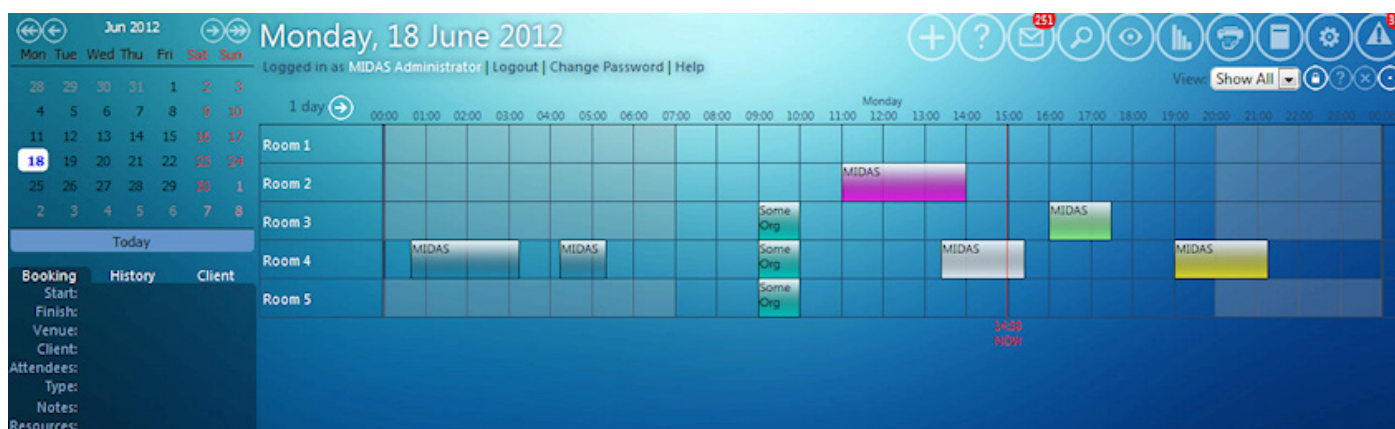 Jun 2012
Mon Tue Wed Thu Fri Sat Sun
28 29 30 31 1 2 3
4 5 6 7 8 9 10
11 12 13 14 15 16 17
18 19 20 21 22 23 24
25 26 27 28 29 30 1
2 3 4 5 6 7 8
Today
Booking History Client
Start:
Finish:
Venue:
Client:
Attendees:
Type:
Notes:
Resources:
Monday, 18 June 2012
Logged in as MIDAS Administrator | Logout | Change Password | Help
251
3
View: Show All
1 day
Monday
00:00 01:00 02:00 03:00 04:00 05:00 06:00 07:00 08:00 09:00 10:00 11:00 12:00 13:00 14:00 15:00 16:00 17:00 18:00 19:00 20:00 21:00 22:00 23:00 00:00
Room 1
Room 2
MIDAS
Room 3
Some
Org
MIDAS
Room 4
MIDAS
MIDAS
Some
Org
MIDAS
MIDAS
Room 5
Some
Org
14:59
NOW